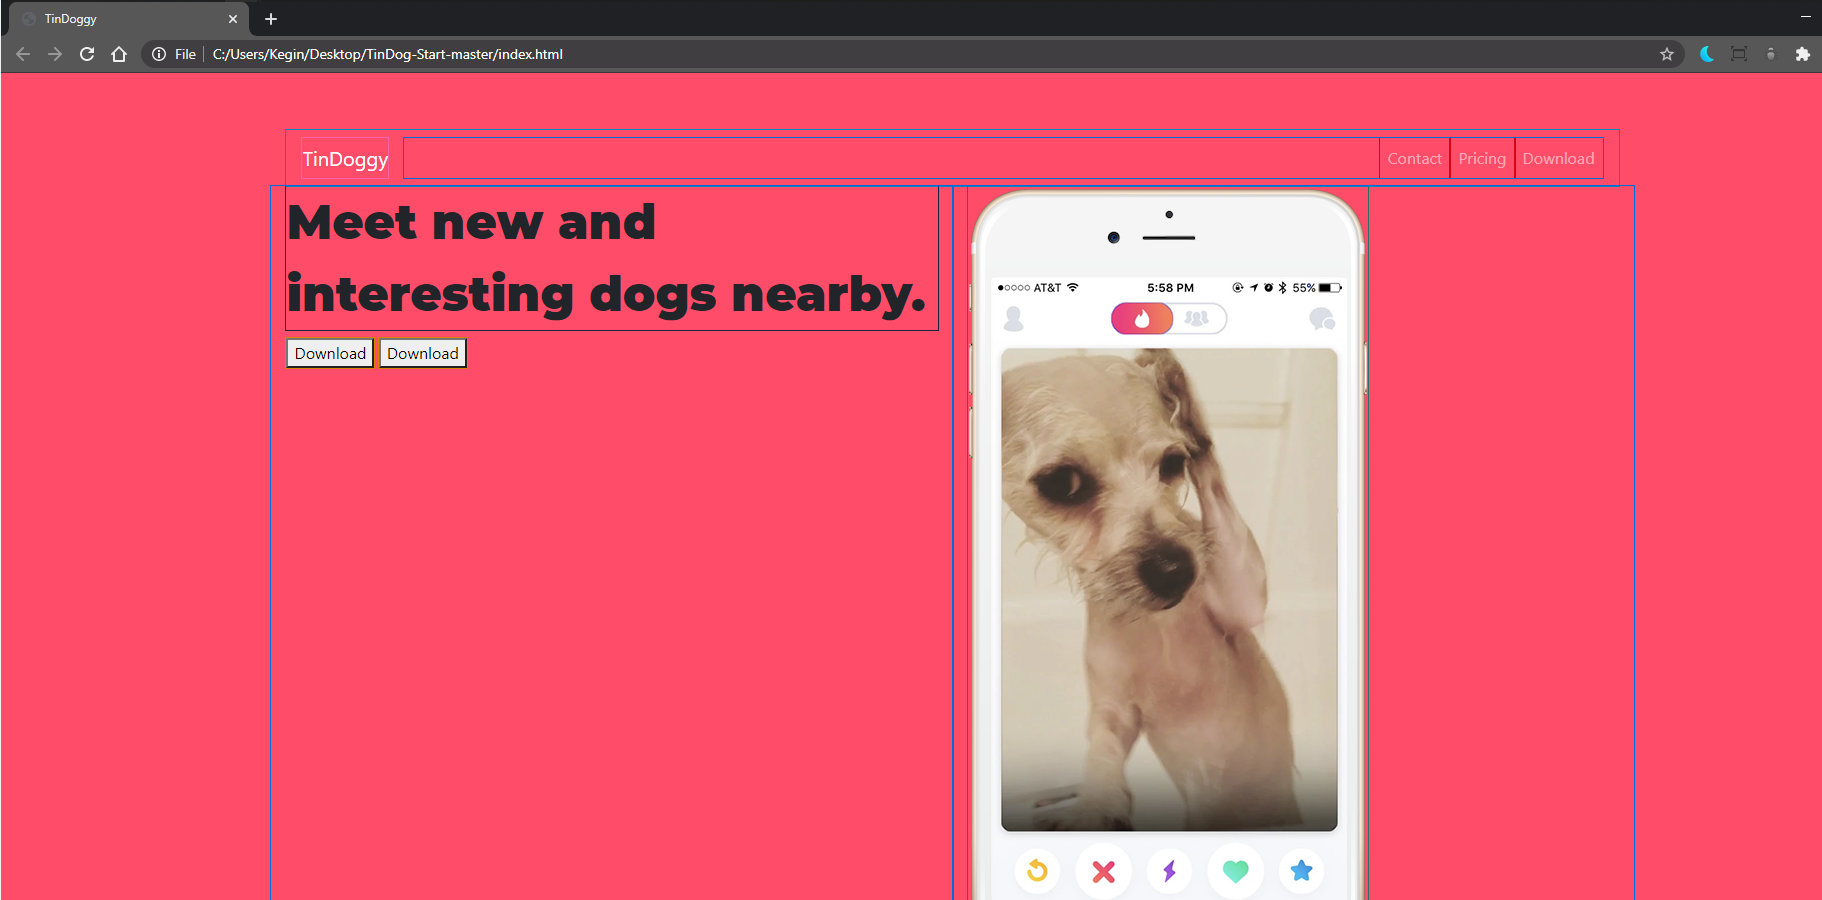 TinDoggy
File C:/Users/Kegin/Desktop/TinDog-Start-master/index.html
TinDoggy Contact Pricing Download
Meet new and
interesting dogs nearby.
Download Download
AT&T 5:58 PM 55%